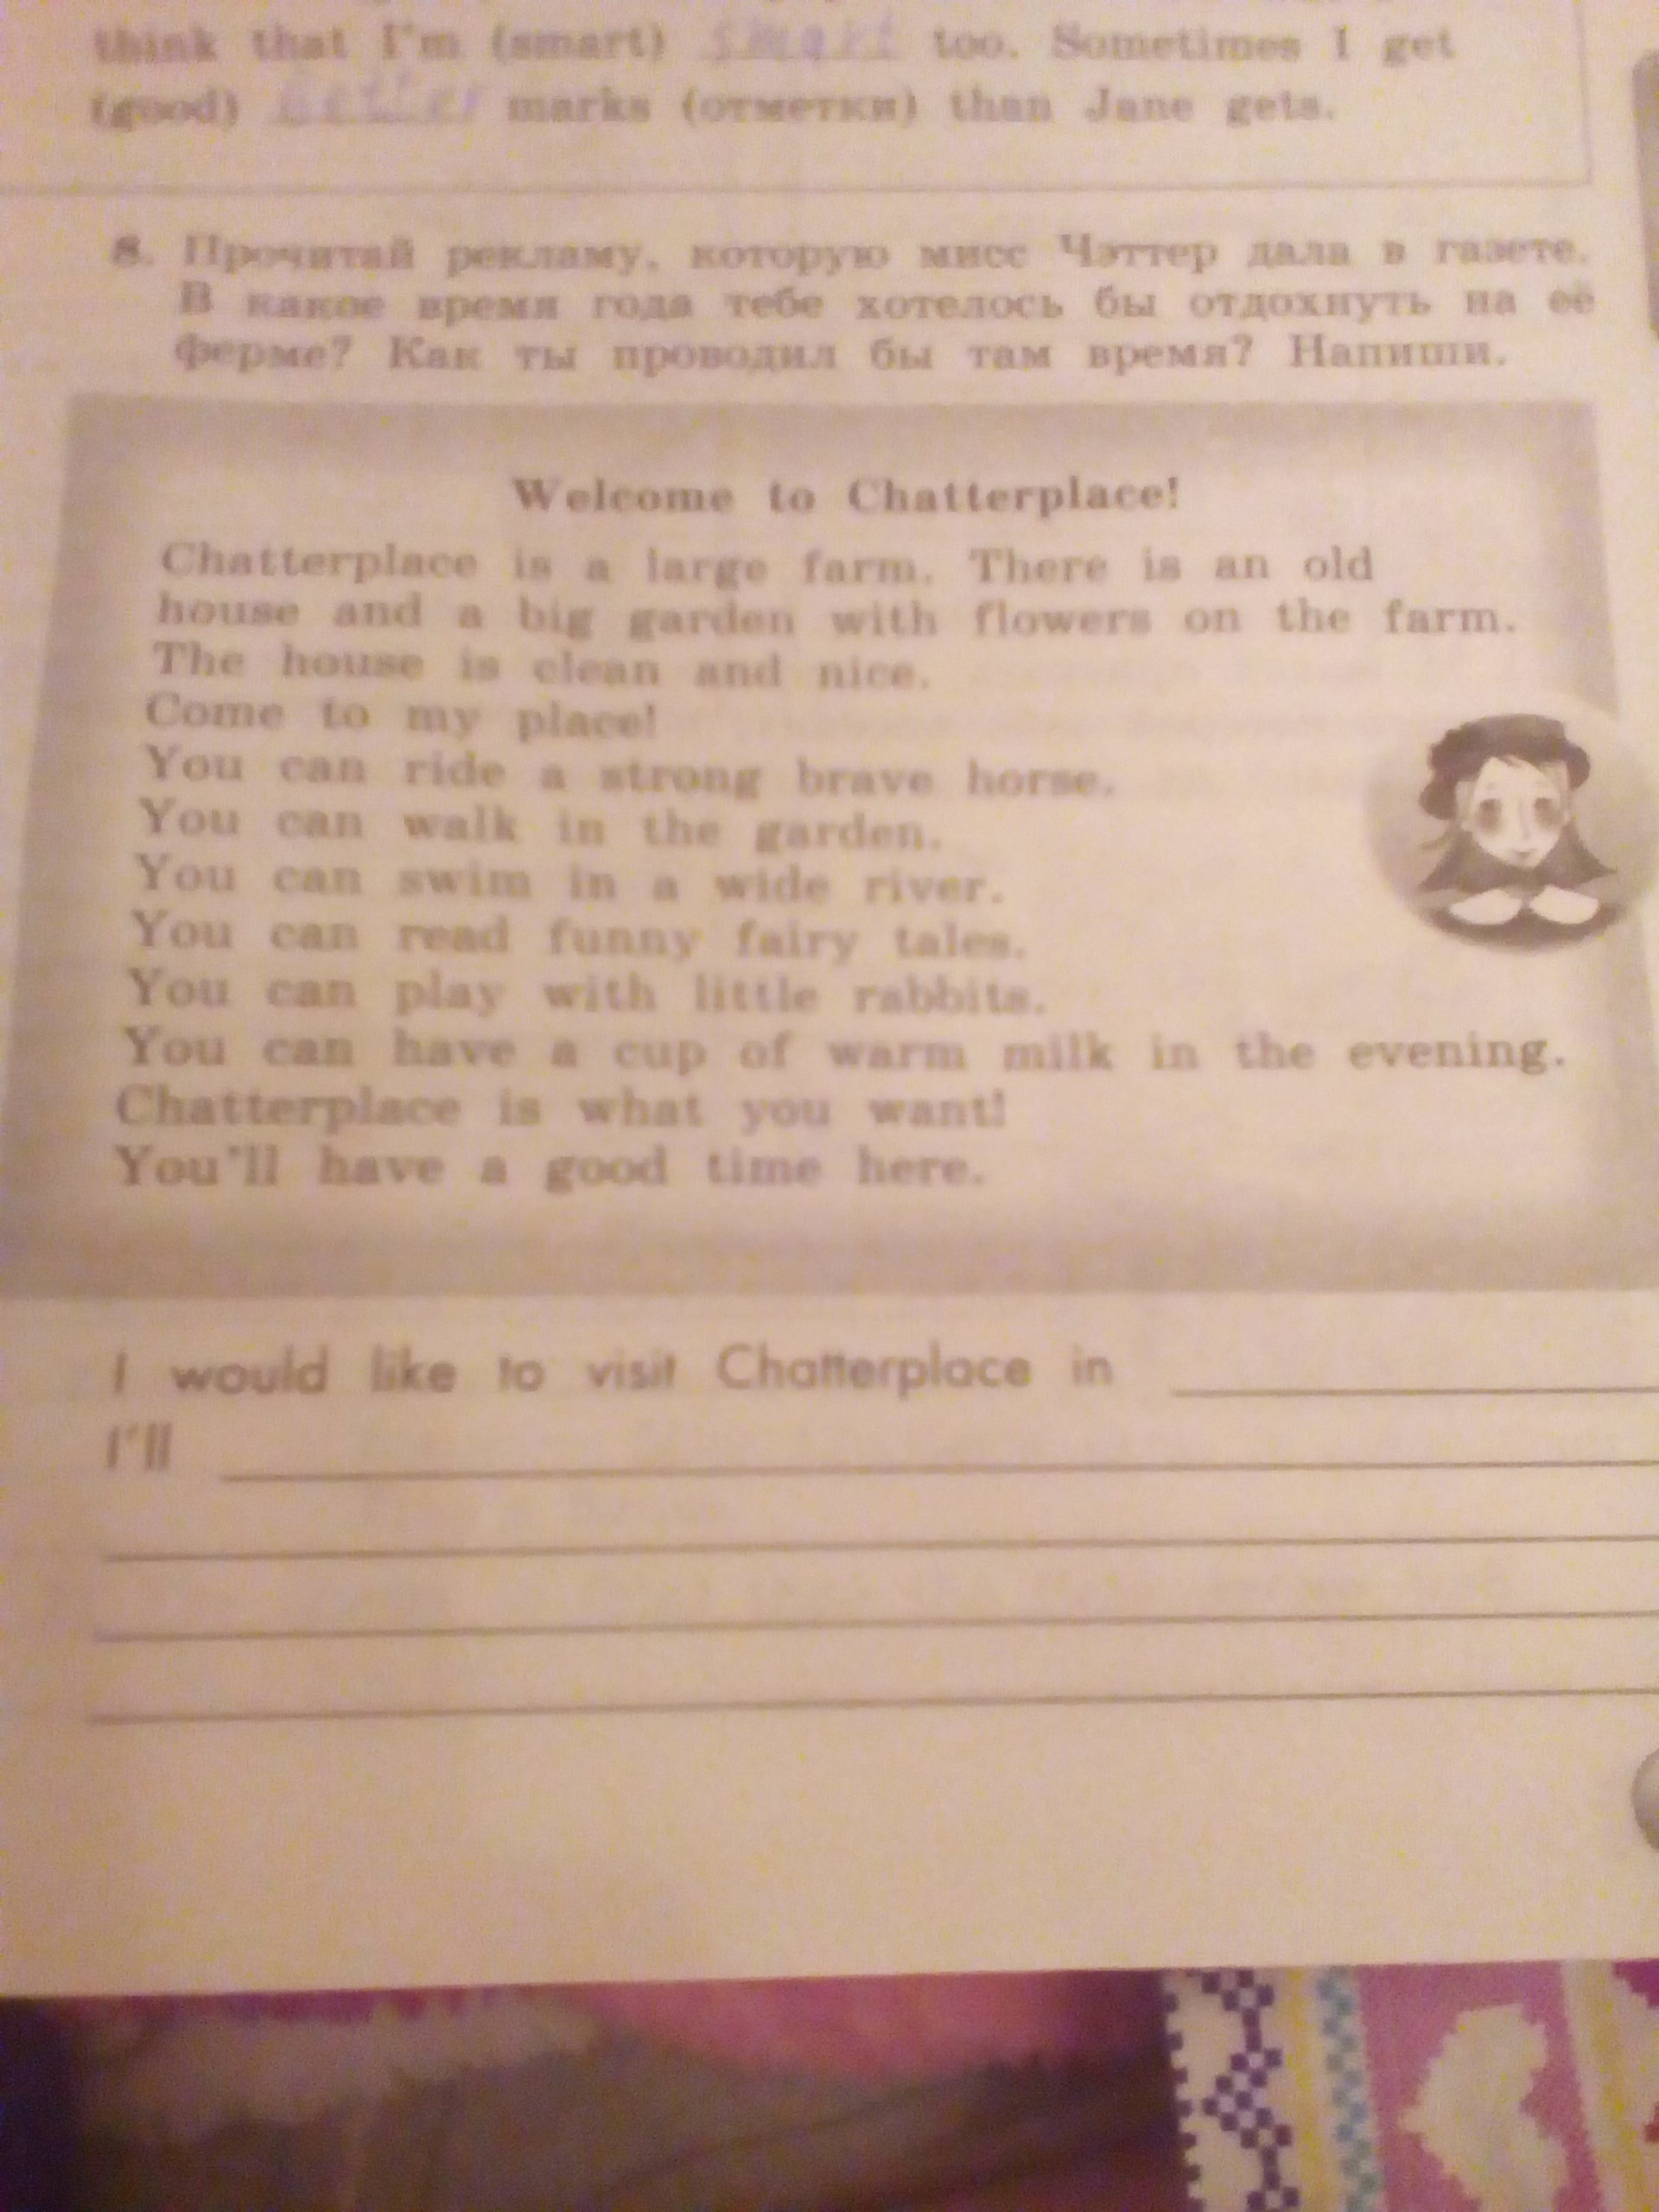 think that I'm (smart) smart too. Sometimes I get
(good) better marks (отметки) than Jane gets.
8. Прочитай рекламу, которую мисс Чэттер дала в газете.
В какое время года тебе хотелось бы отдохнуть на её
ферме? Как ты проводил бы там время? Напиши.
Welcome to Chatterplace!
Chatterplace is a large farm. There is an old
house and a big garden with flowers on the farm.
The house is clean and nice.
Come to my place!
You can ride a strong brave horse.
You can walk in the garden.
You can swim in a wide river.
You can read funny fairy tales.
You can play with little rabbits.
You can have a cup of warm milk in the evening.
Chatterplace is what you want!
You'll have a good time here.
I would like to visit Chatterplace in
I'll